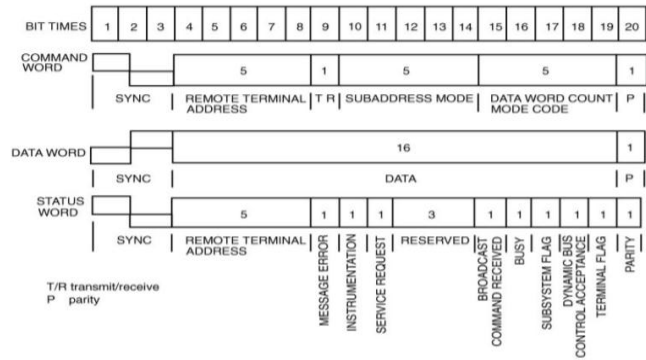 BIT TIMES 1 2 3 4 5 6 7 8 9 10 11 12 13 14 15 16 17 18 19 20
COMMAND
WORD
5 1 5 5 1
SYNC REMOTE TERMINAL T R SUBADDRESS MODE DATA WORD COUNT P
ADDRESS MODE CODE
DATA WORD
16 1
SYNC DATA P
STATUS
WORD
5 1 1 1 3 1 1 1 1 1 1
SYNC REMOTE TERMINAL RESERVED
ADDRESS
MESSAGE ERROR
INSTRUMENTATION
SERVICE REQUEST
BROADCAST
COMMAND RECEIVED
BUSY
SUBSYSTEM FLAG
DYNAMIC BUS
CONTROL ACCEPTANCE
TERMINAL FLAG
PARITY
T/R transmit/receive
P parity